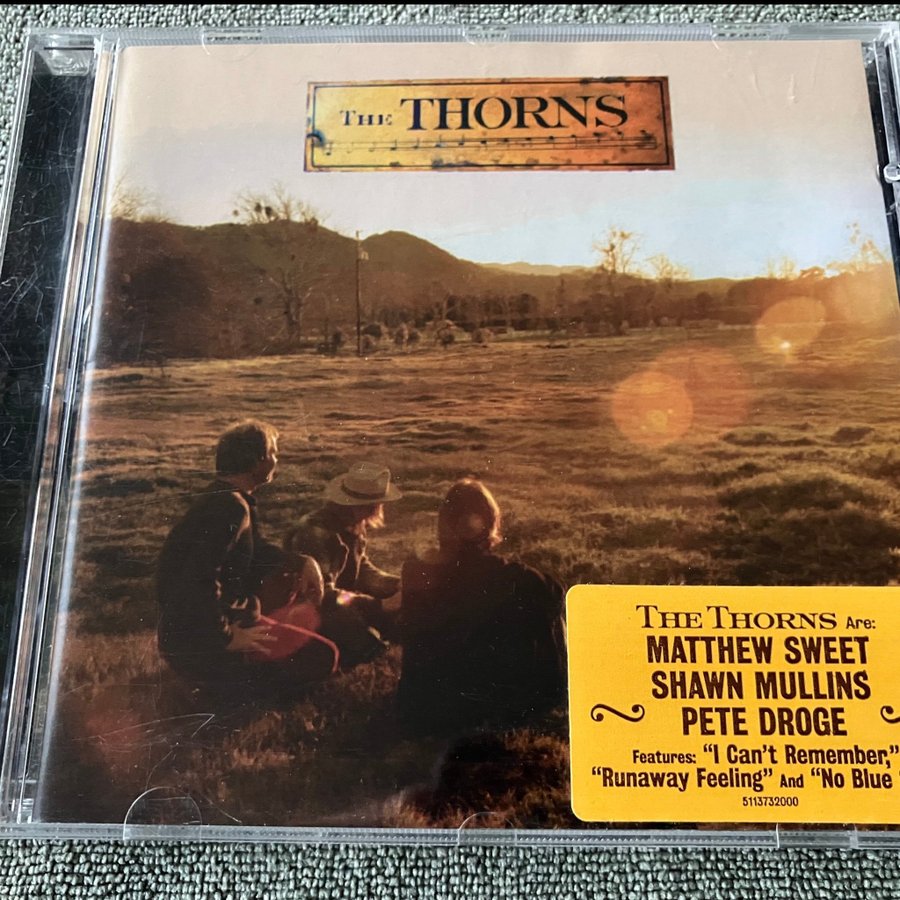 THE THORNS
THE THORNS Are:
MATTHEW SWEET
SHAWN MULLINS
PETE DROGE
Features: "I Can't Remember,"
"Runaway Feeling" And "No Blue
5113732000